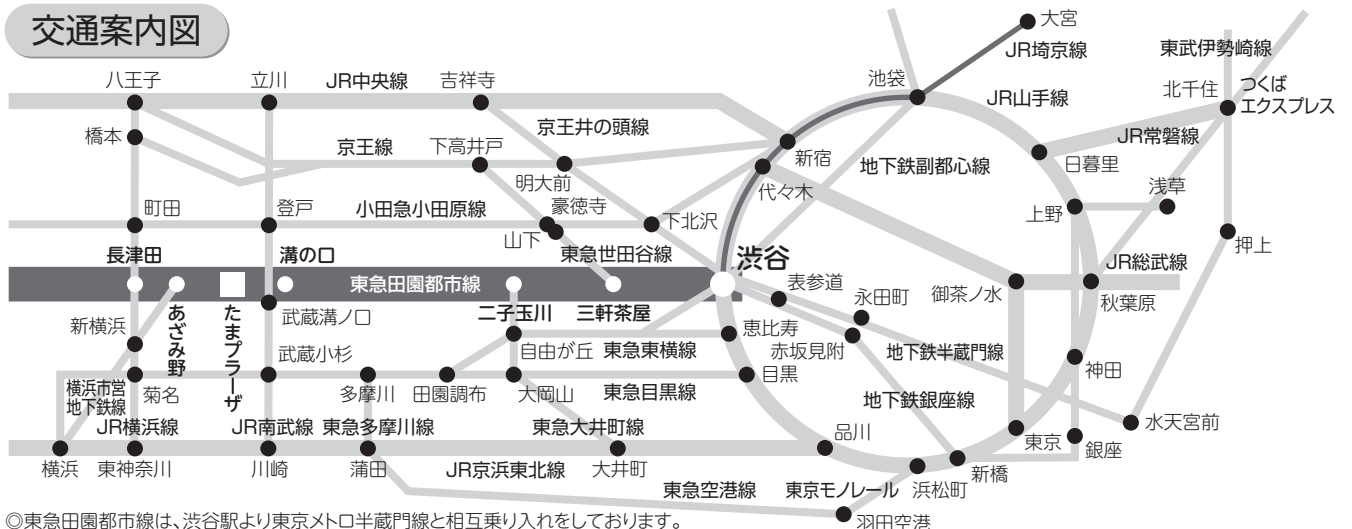 交通案内図
大宮
JR埼京線
東武伊勢崎線
池袋
八王子
立川
JR中央線
吉祥寺
JR山手線
北千住
つくば
エクスプレス
橋本
京王線
下高井戸
京王井の頭線
新宿
JR常磐線
明大前
代々木
地下鉄副都心線
日暮里
浅草
町田
登戸
小田急小田原線
豪徳寺
山下
下北沢
上野
押上
長津田
溝の口
東急世田谷線
渋谷
JR総武線
東急田園都市線
表参道
永田町
御茶ノ水
秋葉原
新横浜
あざみ野
たまプラーザ
武蔵溝ノ口
二子玉川
三軒茶屋
恵比寿
赤坂見附
地下鉄半蔵門線
武蔵小杉
自由が丘
東急東横線
目黒
神田
横浜市営
地下鉄線
菊名
多摩川
田園調布
大岡山
東急目黒線
地下鉄銀座線
水天宮前
JR横浜線
JR南武線
東急多摩川線
東急大井町線
品川
東京
銀座
横浜
東神奈川
川崎
蒲田
JR京浜東北線
大井町
新橋
東急空港線
東京モノレール
浜松町
羽田空港
◎東急田園都市線は、渋谷駅より東京メトロ半蔵門線と相互乗り入れをしております。